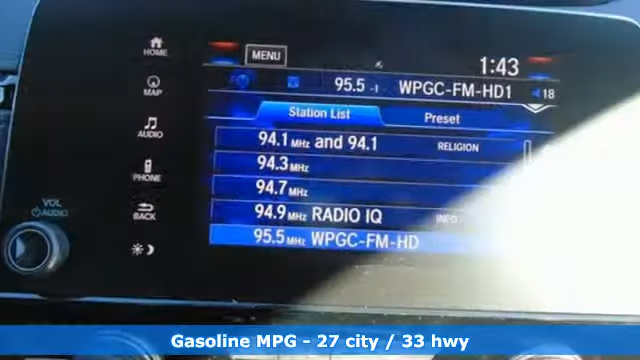 HOME
MENU
1:43
MAP
95.5 -1 WPGC-FM-HD1 18
Station List Preset
AUDIO
94.1 MHz and 94.1 RELIGION
94.3 MHz
PHONE
94.7 MHz
VOL
AUDIO
BACK
94.9 MHz RADIO IQ INFO
95.5 MHz WPGC-FM-HD
Gasoline MPG - 27 city / 33 hwy